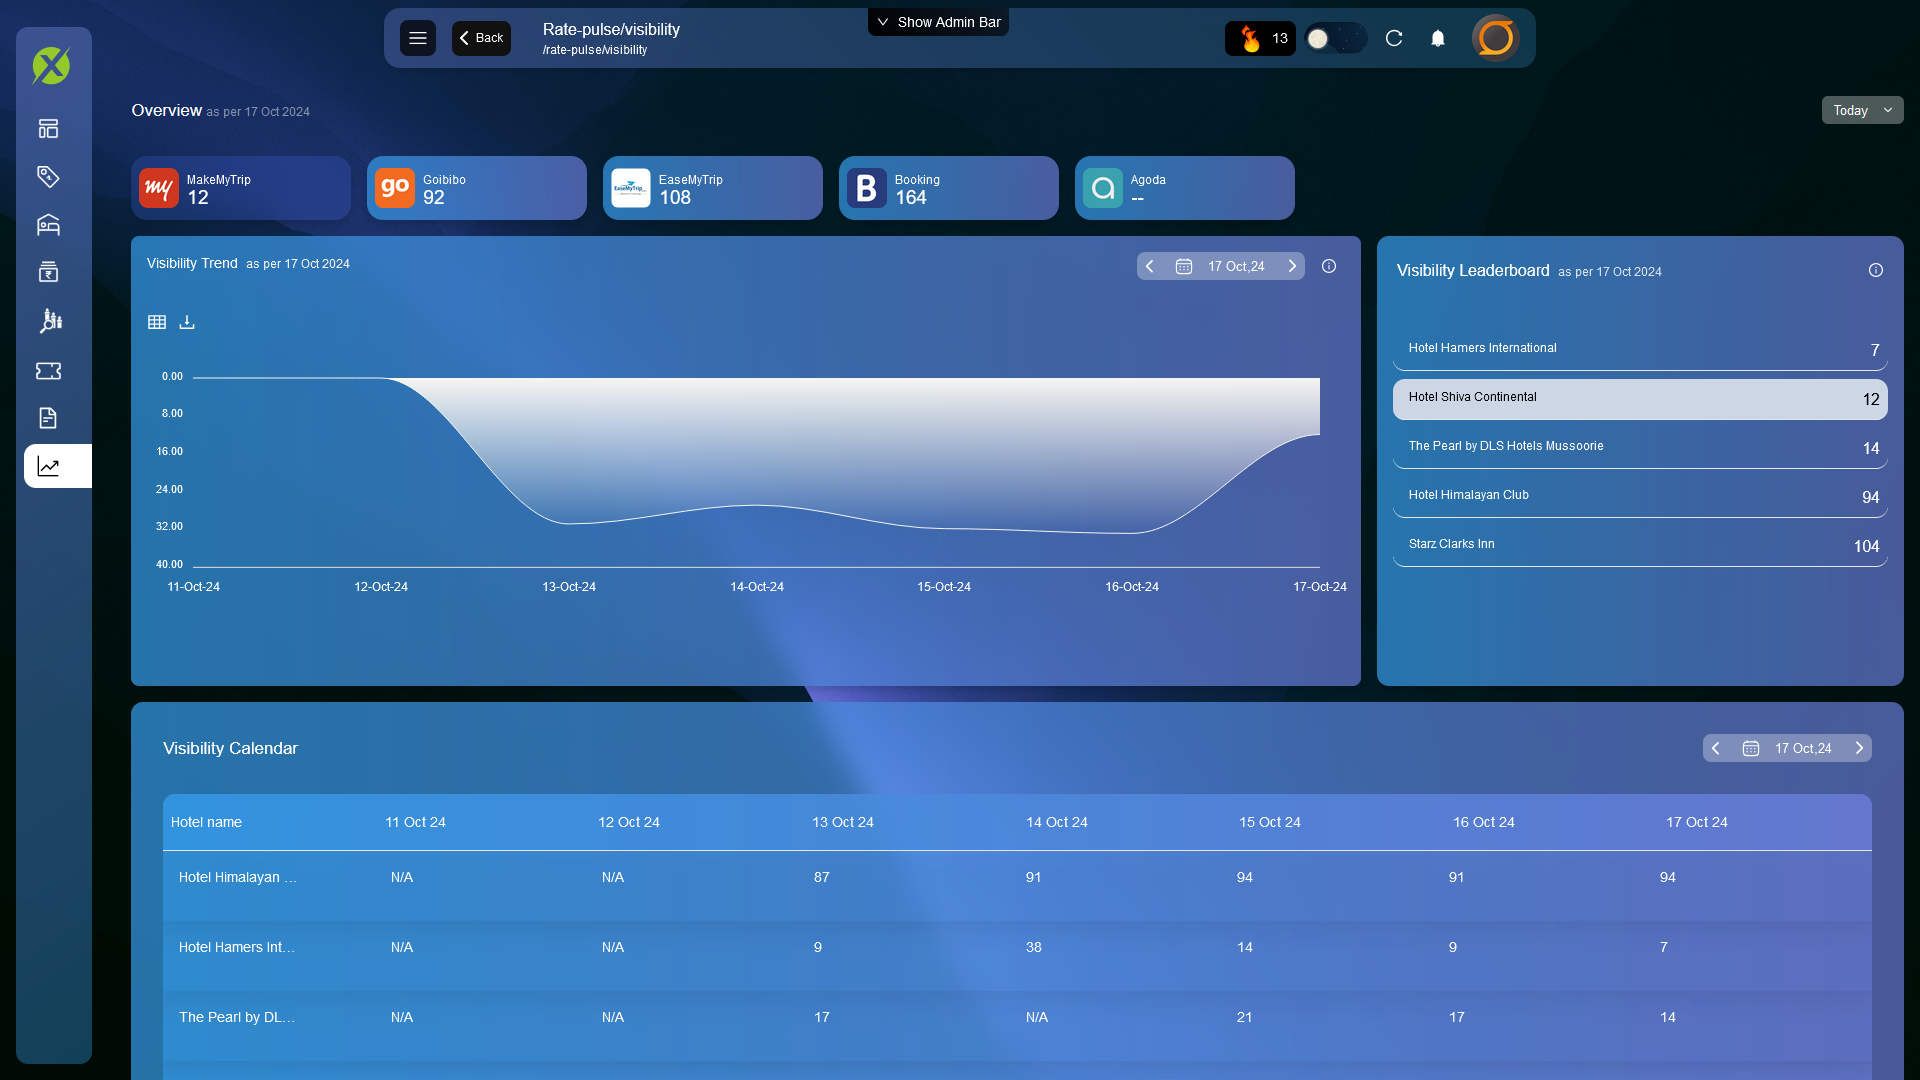 Show Admin Bar
Back
Rate-pulse/visibility
/rate-pulse/visibility
13
Overview as per 17 Oct 2024
Today
my
MakeMyTrip
12
go
Goibibo
92
EaseMyTrip
EaseMyTrip
108
B
Booking
164
a
Agoda
--
Visibility Trend as per 17 Oct 2024
17 Oct,24
0.00
8.00
16.00
24.00
32.00
40.00
11-Oct-24
12-Oct-24
13-Oct-24
14-Oct-24
15-Oct-24
16-Oct-24
17-Oct-24
Visibility Leaderboard as per 17 Oct 2024
Hotel Hamers International 7
Hotel Shiva Continental 12
The Pearl by DLS Hotels Mussoorie 14
Hotel Himalayan Club 94
Starz Clarks Inn 104
Visibility Calendar
17 Oct,24
Hotel name 11 Oct 24 12 Oct 24 13 Oct 24 14 Oct 24 15 Oct 24 16 Oct 24 17 Oct 24
Hotel Himalayan ... N/A N/A 87 91 94 91 94
Hotel Hamers Int... N/A N/A 9 38 14 9 7
The Pearl by DL... N/A N/A 17 N/A 21 17 14